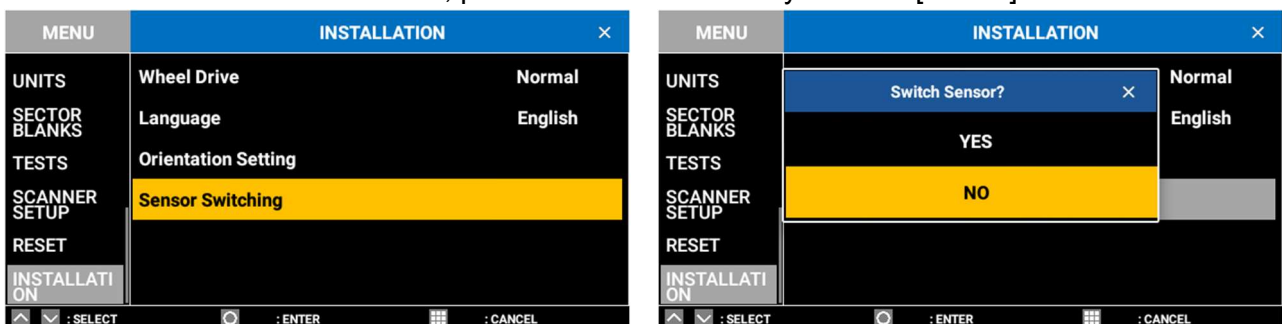 MENU INSTALLATION ×
UNITS Wheel Drive Normal
SECTOR BLANKS Language English
TESTS Orientation Setting
SCANNER SETUP Sensor Switching
RESET
INSTALLATI
ON
: SELECT : ENTER : CANCEL
MENU INSTALLATION ×
UNITS Normal
Switch Sensor? ×
SECTOR BLANKS English
YES
TESTS
SCANNER SETUP NO
RESET
INSTALLATI
ON
: SELECT : ENTER : CANCEL